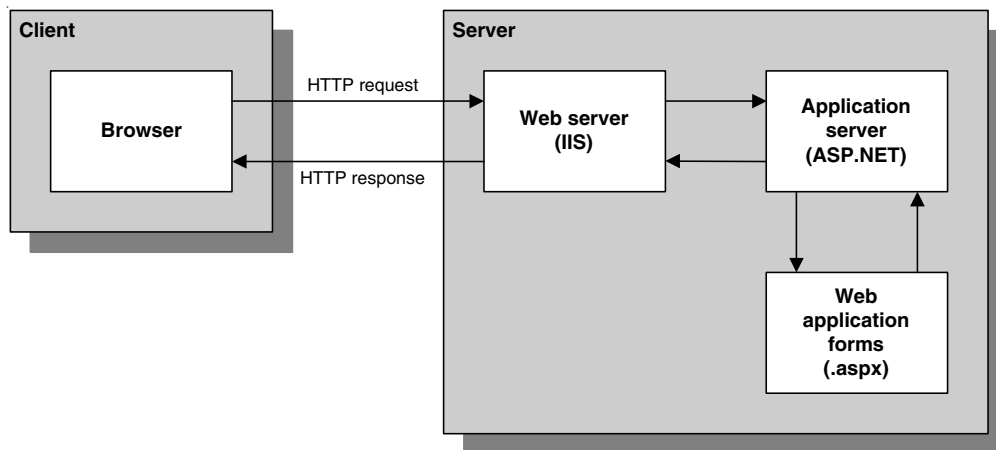 Client
Server
Browser
HTTP request
HTTP response
Web server
(IIS)
Application
server
(ASP.NET)
Web
application
forms
(.aspx)